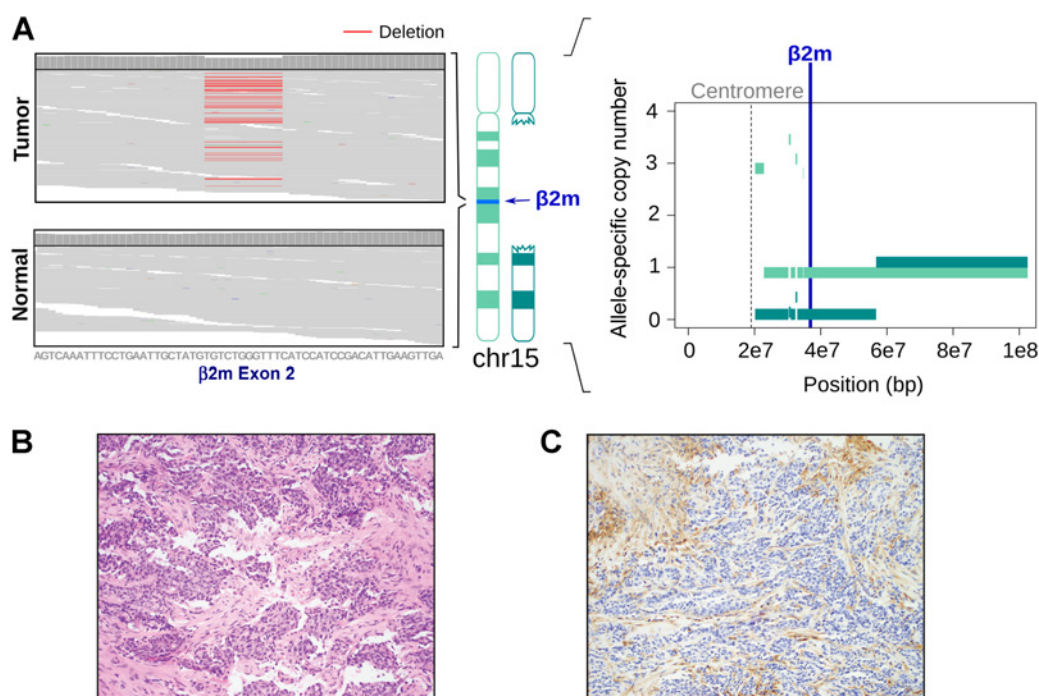 A
Deletion
Tumor
Normal
AGTCAAATTTCCTGAATTGCTATGTGTCTGGGTTTCATCCATCCGACATTGAAGTTGA
β2m Exon 2
β2m
chr15
β2m
Centromere
Allele-specific copy number
4
3
2
1
0
0 2e7 4e7 6e7 8e7 1e8
Position (bp)
B
C